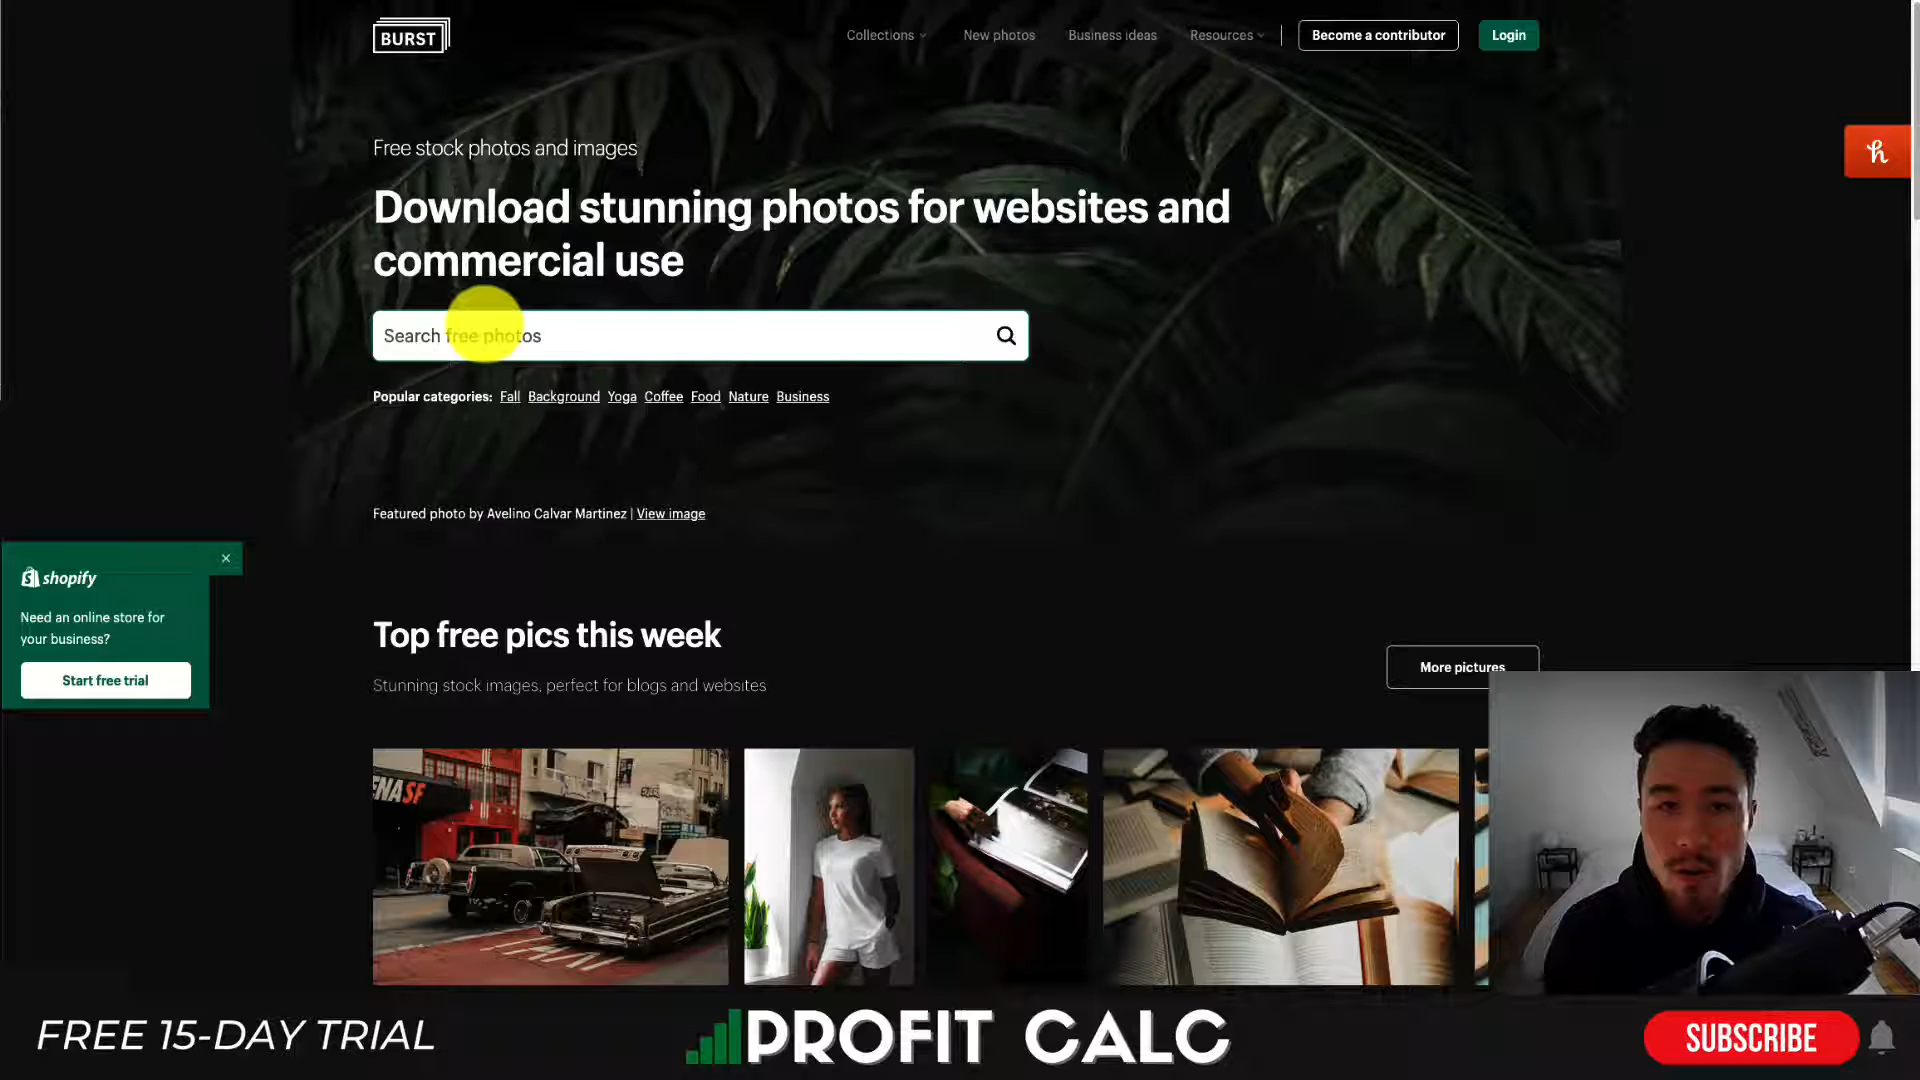 BURST
Collections
New photos
Business ideas
Resources
Become a contributor
Login
Free stock photos and images
Download stunning photos for websites and
commercial use
Search free photos
Popular categories: Fall Background Yoga Coffee Food Nature Business
Featured photo by Avelino Calvar Martinez | View image
shopify
Need an online store for
your business?
Start free trial
Top free pics this week
Stunning stock images, perfect for blogs and websites
More pictures
NASF
FREE 15-DAY TRIAL
PROFIT CALC
SUBSCRIBE